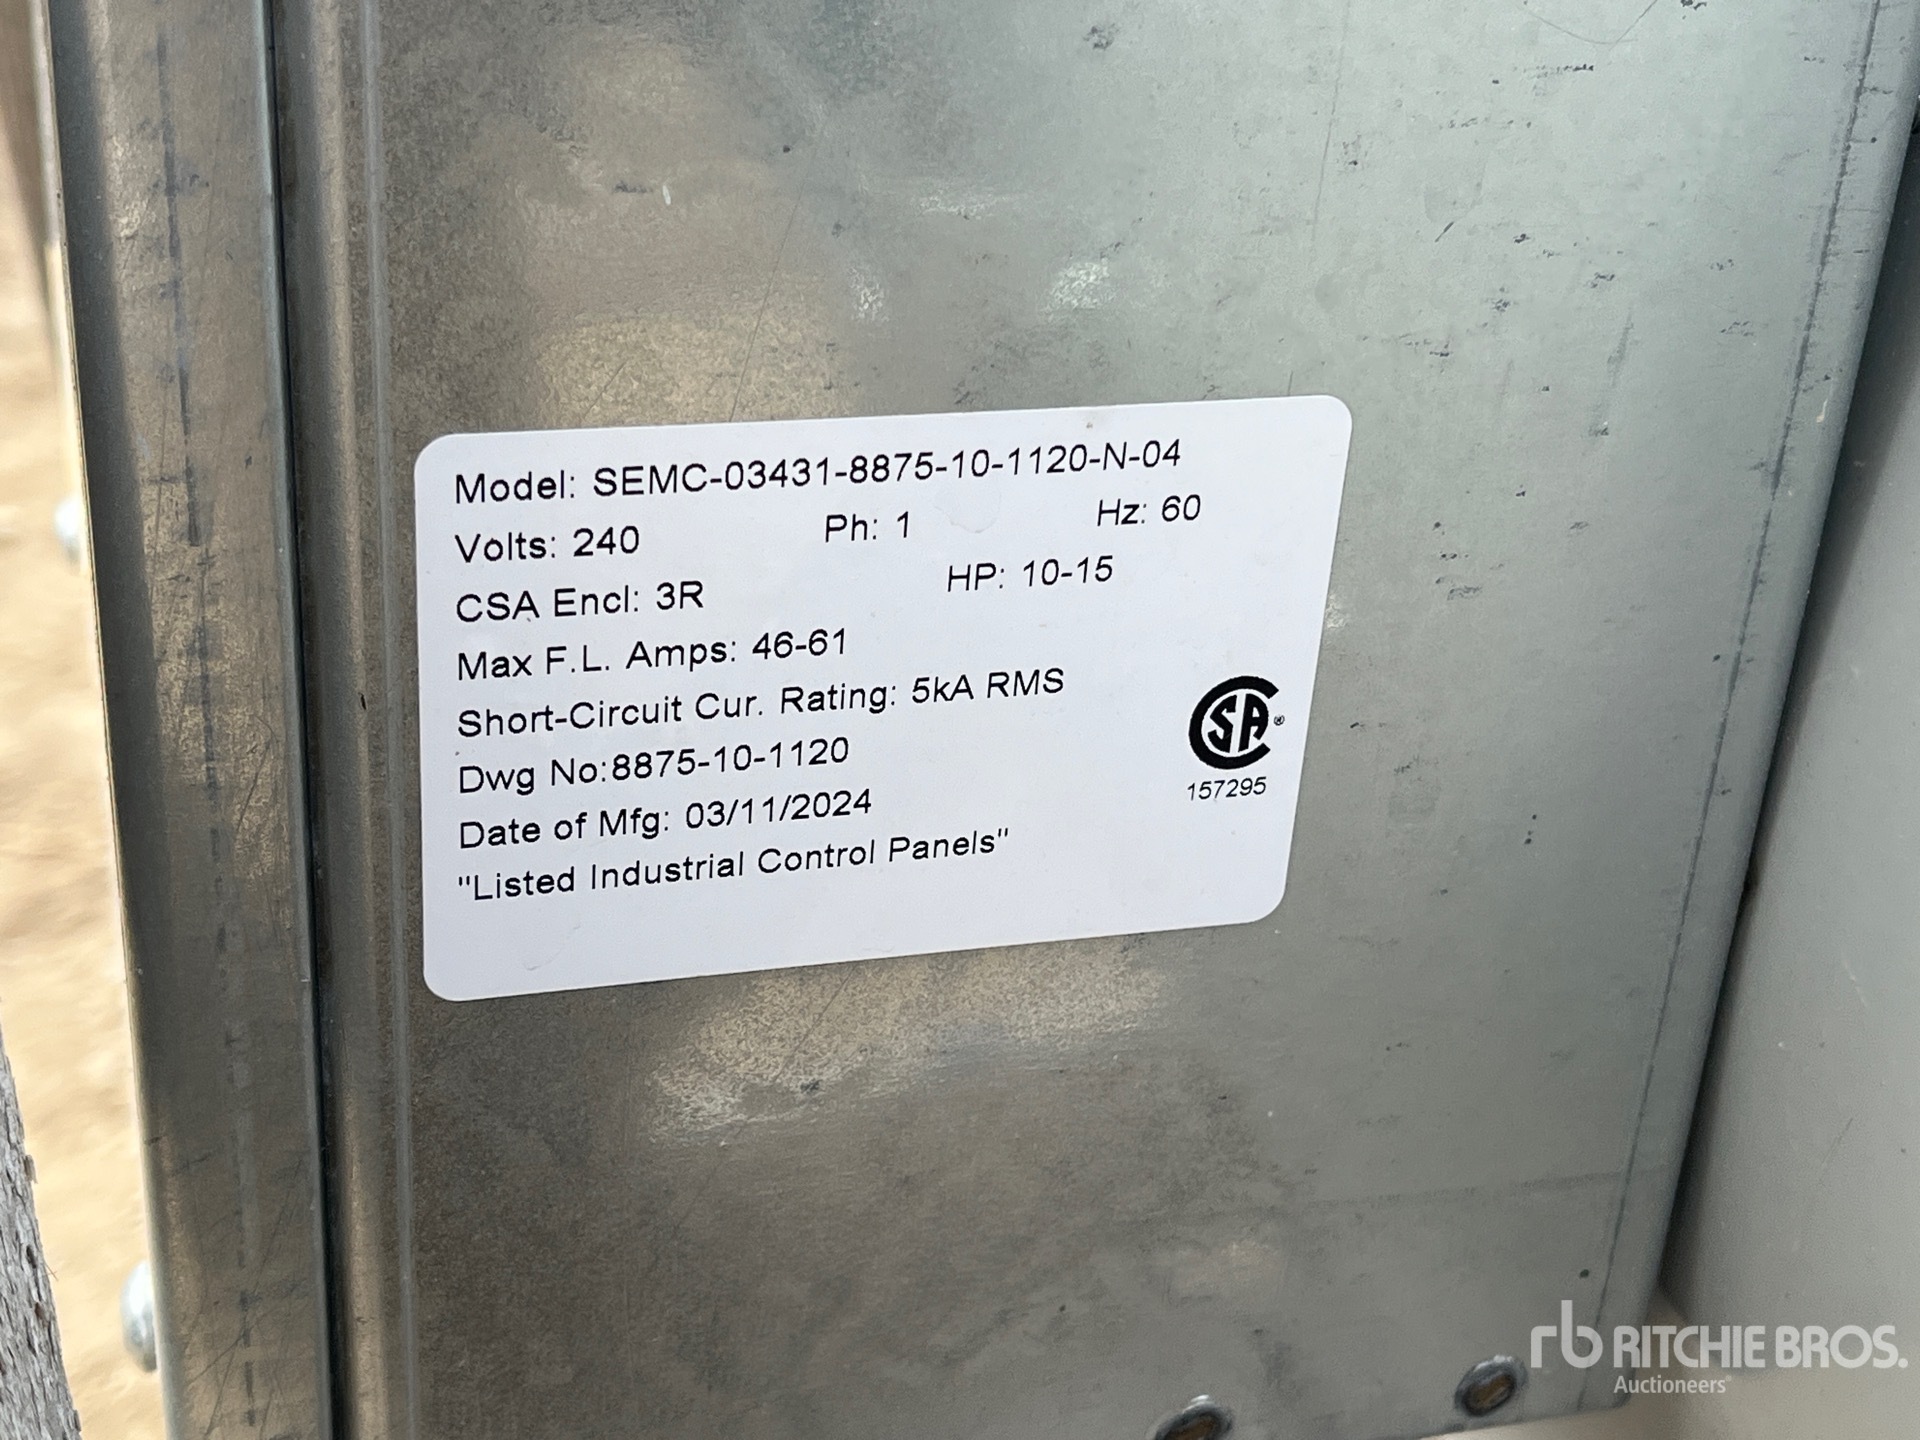 Model: SEMC-03431-8875-10-1120-N-04
Volts: 240 Ph: 1 Hz: 60
CSA Encl: 3R HP: 10-15
Max F.L. Amps: 46-61
Short-Circuit Cur. Rating: 5kA RMS
Dwg No:8875-10-1120
Date of Mfg: 03/11/2024
"Listed Industrial Control Panels"
CSA®
157295
rb RITCHIE BROS.
Auctioneers